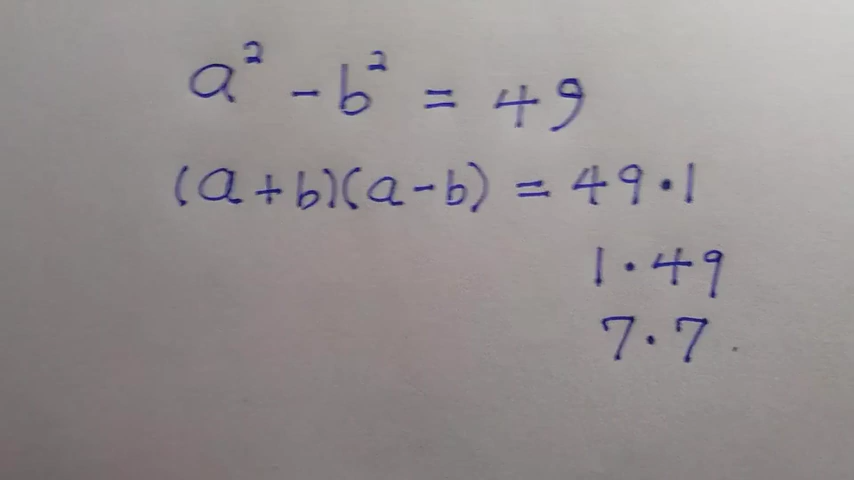 a² - b² = 49
(a+b)(a-b) = 49·1
1·49
7·7